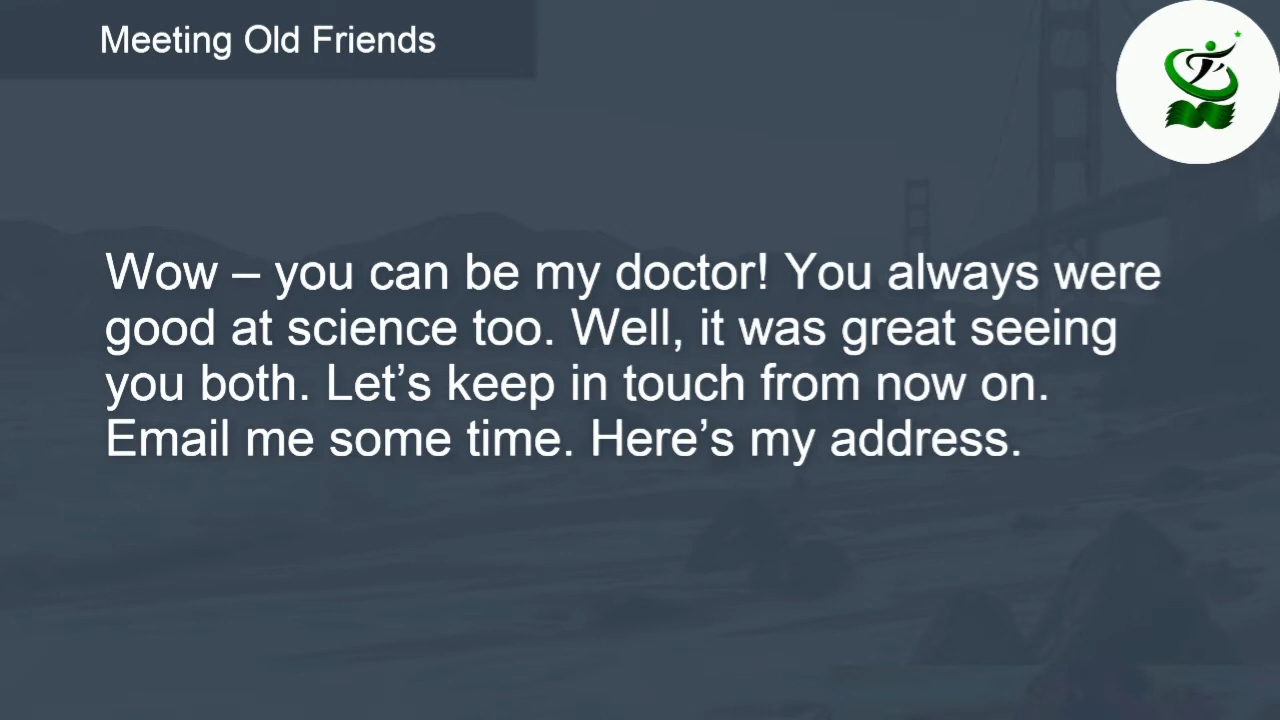 Meeting Old Friends
Wow – you can be my doctor! You always were
good at science too. Well, it was great seeing
you both. Let’s keep in touch from now on.
Email me some time. Here’s my address.